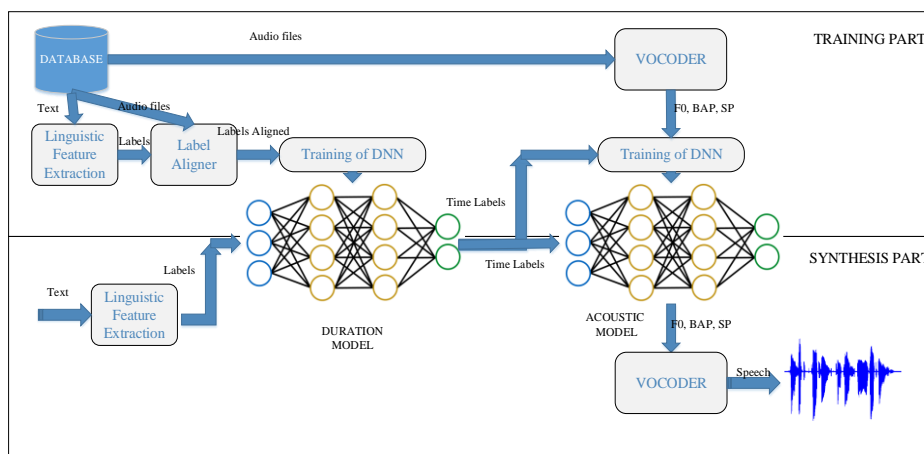 Audio files
TRAINING PART
DATABASE
VOCODER
Text
Audio files
F0, BAP, SP
Linguistic
Feature
Extraction
Labels
Label
Aligner
Labels Aligned
Training of DNN
Training of DNN
Time Labels
Time Labels
SYNTHESIS PART
Labels
Text
Linguistic
Feature
Extraction
DURATION
MODEL
ACOUSTIC
MODEL
F0, BAP, SP
VOCODER
Speech